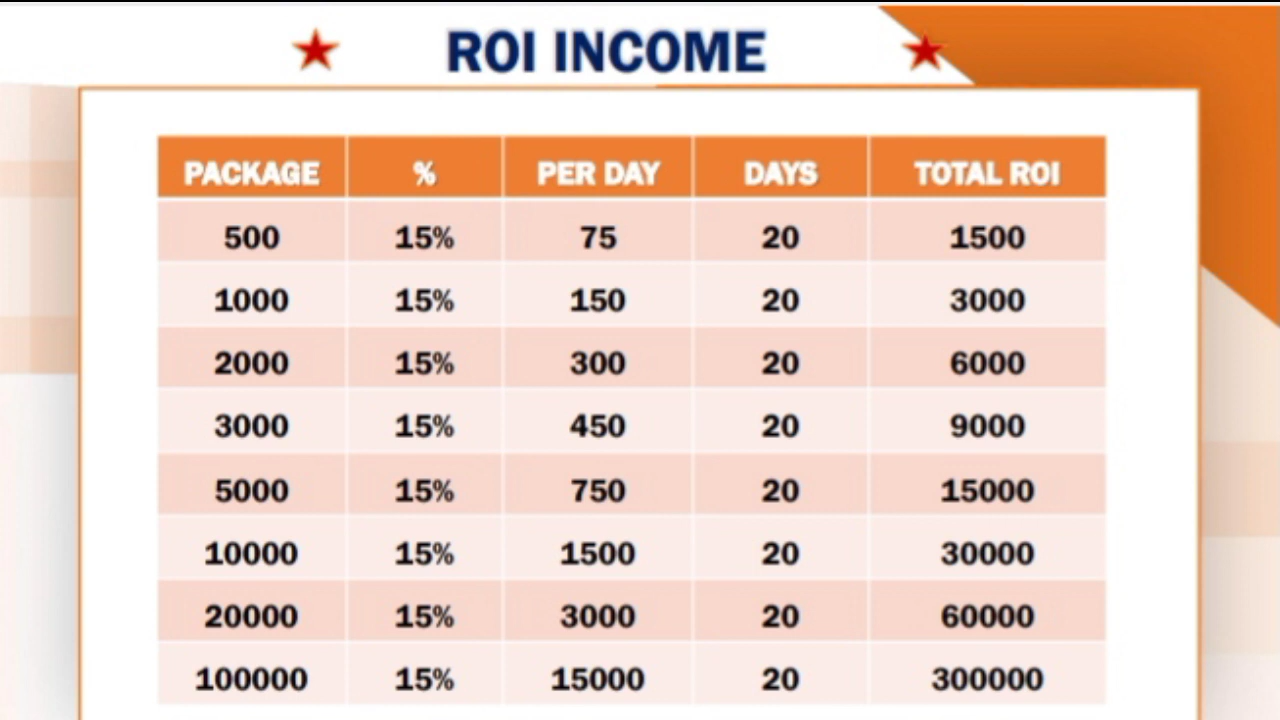 ROI INCOME
PACKAGE % PER DAY DAYS TOTAL ROI
500 15% 75 20 1500
1000 15% 150 20 3000
2000 15% 300 20 6000
3000 15% 450 20 9000
5000 15% 750 20 15000
10000 15% 1500 20 30000
20000 15% 3000 20 60000
100000 15% 15000 20 300000